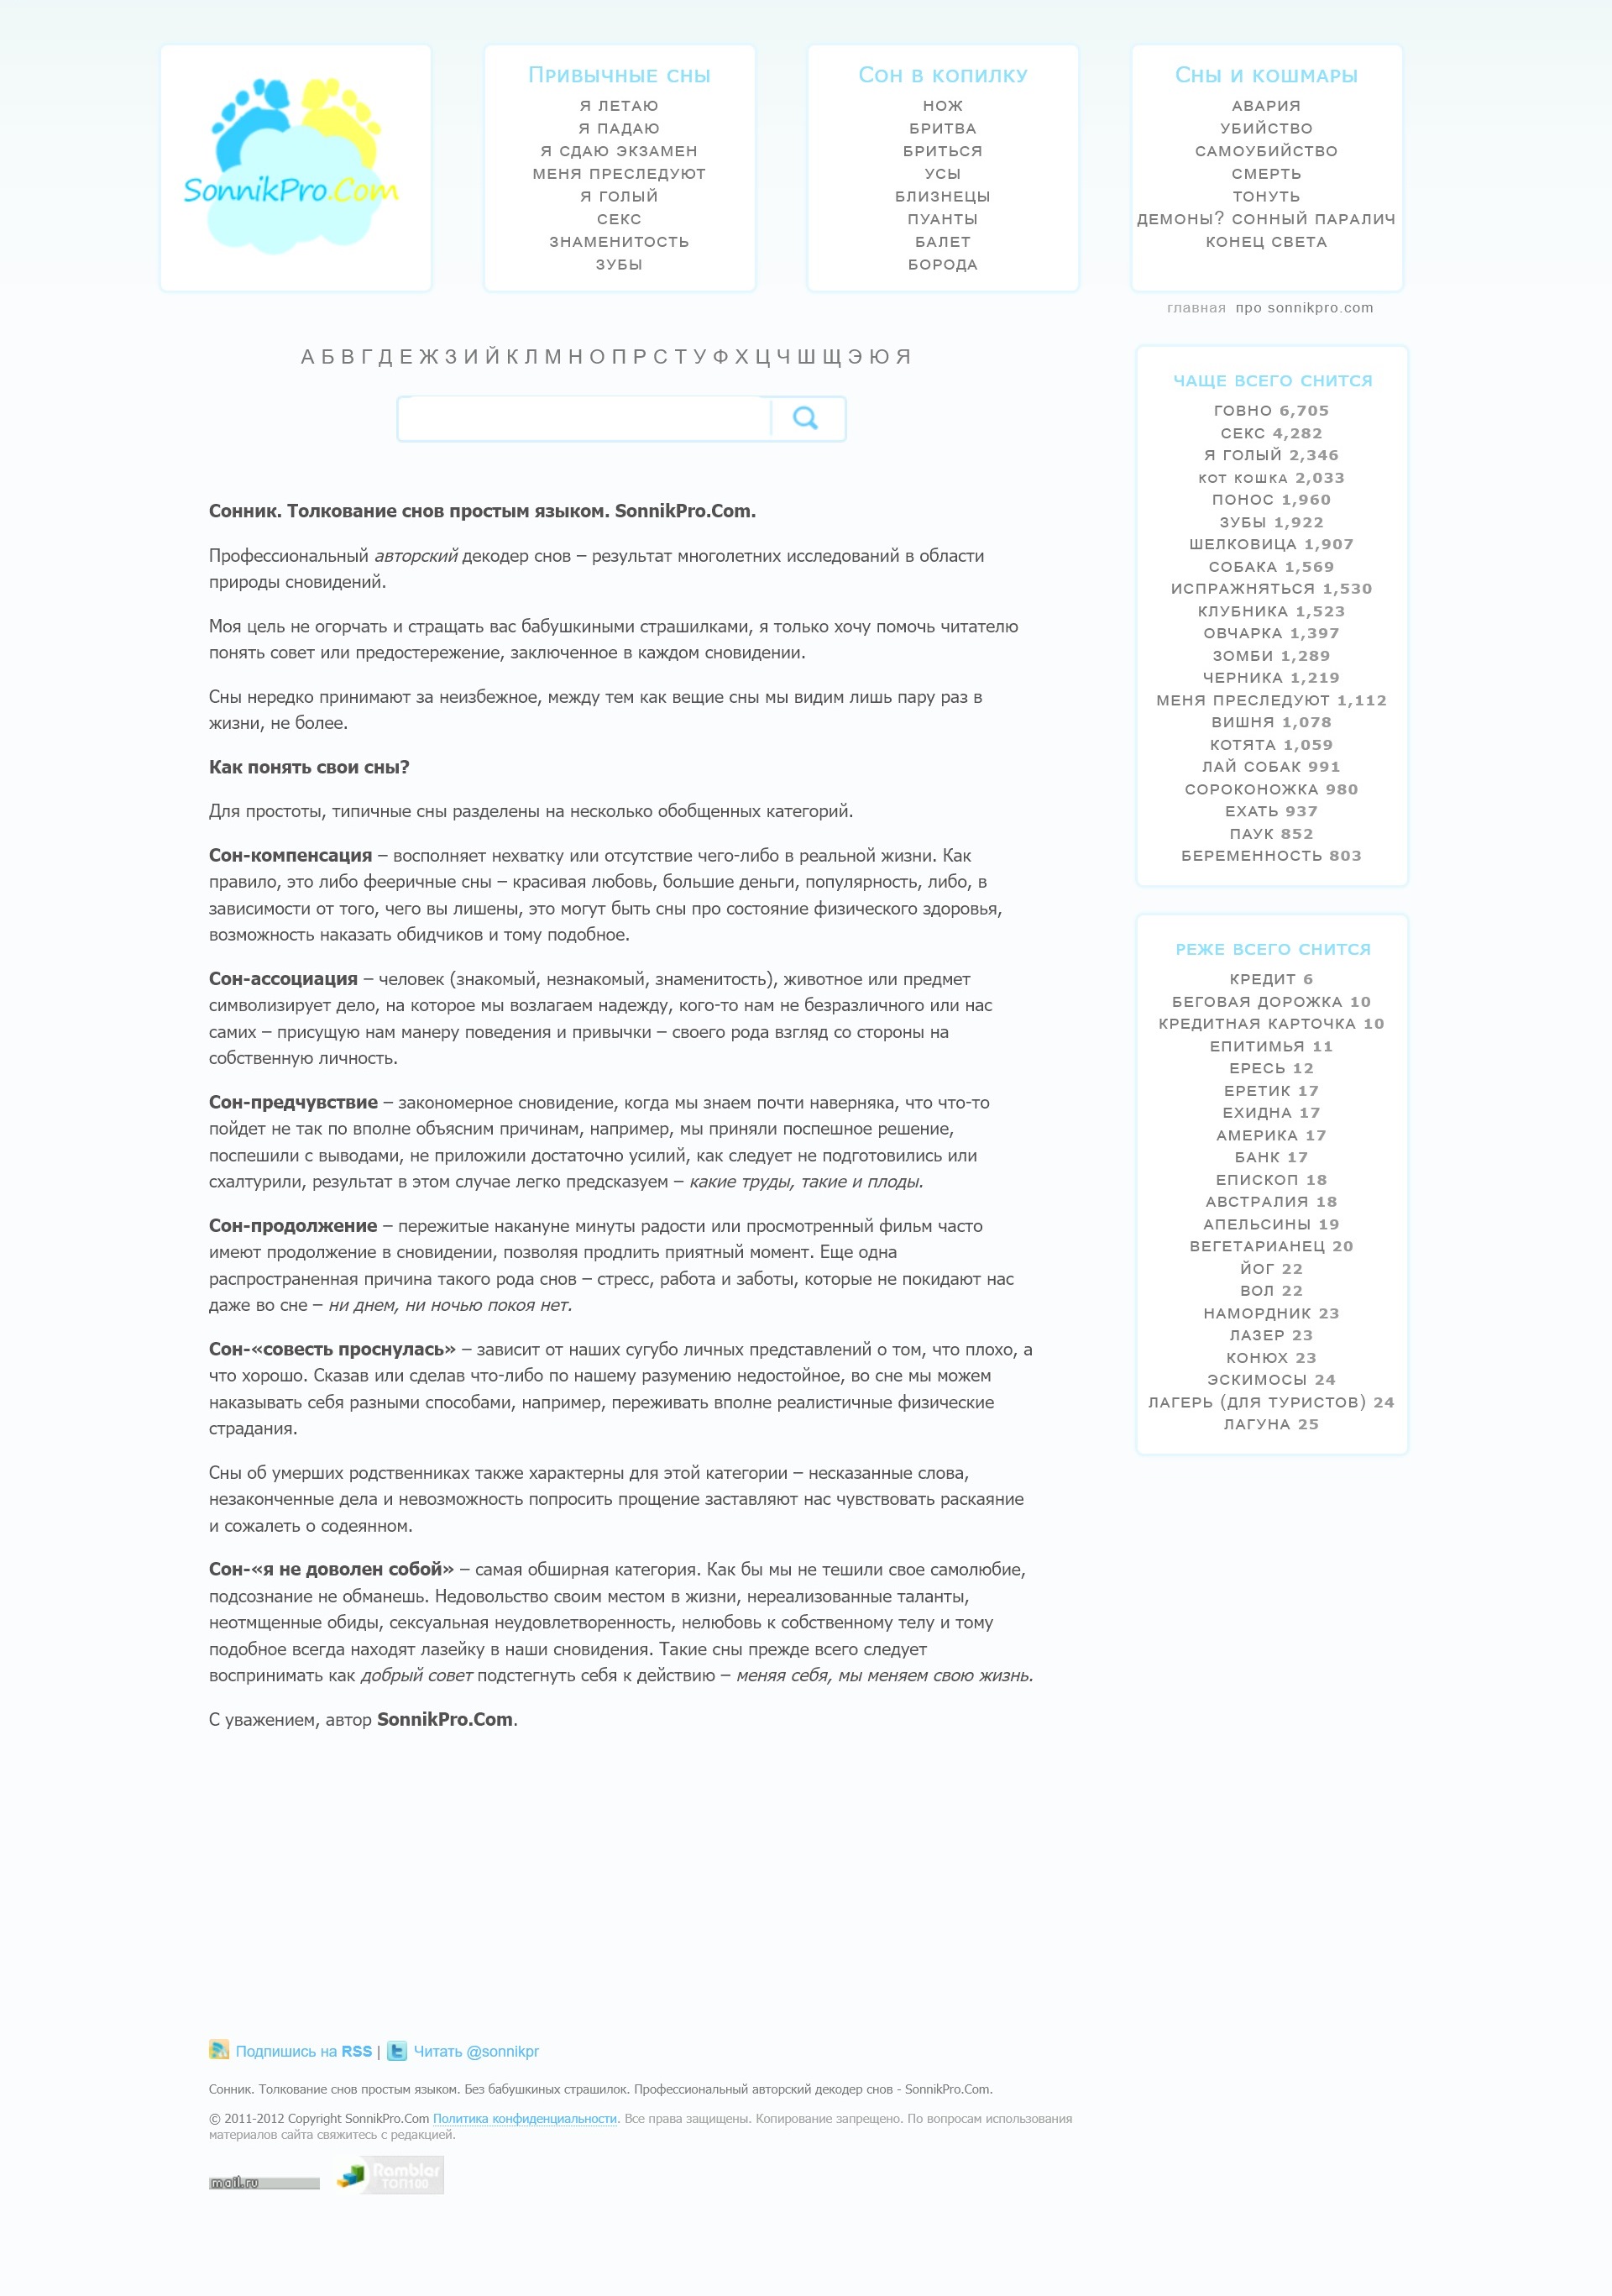 SonnikPro.Com
Привычные сны
Я ЛЕТАЮ
Я ПАДАЮ
Я СДАЮ ЭКЗАМЕН
МЕНЯ ПРЕСЛЕДУЮТ
Я ГОЛЫЙ
СЕКС
ЗНАМЕНИТОСТЬ
ЗУБЫ
Сон в копилку
НОЖ
БРИТВА
БРИТЬСЯ
УСЫ
БЛИЗНЕЦЫ
ПУАНТЫ
БАЛЕТ
БОРОДА
Сны и кошмары
АВАРИЯ
УБИЙСТВО
САМОУБИЙСТВО
СМЕРТЬ
ТОНУТЬ
ДЕМОНЫ? СОННЫЙ ПАРАЛИЧ
КОНЕЦ СВЕТА
главная про sonnikpro.com
А Б В Г Д Е Ж З И Й К Л М Н О П Р С Т У Ф Х Ц Ч Ш Щ Э Ю Я
Сонник. Толкование снов простым языком. SonnikPro.Com.
Профессиональный авторский декодер снов – результат многолетних исследований в области
природы сновидений.
Моя цель не огорчать и стращать вас бабушкиными страшилками, я только хочу помочь читателю
понять совет или предостережение, заключенное в каждом сновидении.
Сны нередко принимают за неизбежное, между тем как вещие сны мы видим лишь пару раз в
жизни, не более.
Как понять свои сны?
Для простоты, типичные сны разделены на несколько обобщенных категорий.
Сон-компенсация – восполняет нехватку или отсутствие чего-либо в реальной жизни. Как
правило, это либо фееричные сны – красивая любовь, большие деньги, популярность, либо, в
зависимости от того, чего вы лишены, это могут быть сны про состояние физического здоровья,
возможность наказать обидчиков и тому подобное.
Сон-ассоциация – человек (знакомый, незнакомый, знаменитость), животное или предмет
символизирует дело, на которое мы возлагаем надежду, кого-то нам не безразличного или нас
самих – присущую нам манеру поведения и привычки – своего рода взгляд со стороны на
собственную личность.
Сон-предчувствие – закономерное сновидение, когда мы знаем почти наверняка, что что-то
пойдет не так по вполне объясним причинам, например, мы приняли поспешное решение,
поспешили с выводами, не приложили достаточно усилий, как следует не подготовились или
схалтурили, результат в этом случае легко предсказуем – какие труды, такие и плоды.
Сон-продолжение – пережитые накануне минуты радости или просмотренный фильм часто
имеют продолжение в сновидении, позволяя продлить приятный момент. Еще одна
распространенная причина такого рода снов – стресс, работа и заботы, которые не покидают нас
даже во сне – ни днем, ни ночью покоя нет.
Сон-«совесть проснулась» – зависит от наших сугубо личных представлений о том, что плохо, а
что хорошо. Сказав или сделав что-либо по нашему разумению недостойное, во сне мы можем
наказывать себя разными способами, например, переживать вполне реалистичные физические
страдания.
Сны об умерших родственниках также характерны для этой категории – несказанные слова,
незаконченные дела и невозможность попросить прощение заставляют нас чувствовать раскаяние
и сожалеть о содеянном.
Сон-«я не доволен собой» – самая обширная категория. Как бы мы не тешили свое самолюбие,
подсознание не обманешь. Недовольство своим местом в жизни, нереализованные таланты,
неотмщенные обиды, сексуальная неудовлетворенность, нелюбовь к собственному телу и тому
подобное всегда находят лазейку в наши сновидения. Такие сны прежде всего следует
воспринимать как добрый совет подстегнуть себя к действию – меняя себя, мы меняем свою жизнь.
С уважением, автор SonnikPro.Com.
ЧАЩЕ ВСЕГО СНИТСЯ
ГОВНО 6,705
СЕКС 4,282
Я ГОЛЫЙ 2,346
КОТ КОШКА 2,033
ПОНОС 1,960
ЗУБЫ 1,922
ШЕЛКОВИЦА 1,907
СОБАКА 1,569
ИСПРАЖНЯТЬСЯ 1,530
КЛУБНИКА 1,523
ОВЧАРКА 1,397
ЗОМБИ 1,289
ЧЕРНИКА 1,219
МЕНЯ ПРЕСЛЕДУЮТ 1,112
ВИШНЯ 1,078
КОТЯТА 1,059
ЛАЙ СОБАК 991
СОРОКОНОЖКА 980
ЕХАТЬ 937
ПАУК 852
БЕРЕМЕННОСТЬ 803
РЕЖЕ ВСЕГО СНИТСЯ
КРЕДИТ 6
БЕГОВАЯ ДОРОЖКА 10
КРЕДИТНАЯ КАРТОЧКА 10
ЕПИТИМЬЯ 11
ЕРЕСЬ 12
ЕРЕТИК 17
ЕХИДНА 17
АМЕРИКА 17
БАНК 17
ЕПИСКОП 18
АВСТРАЛИЯ 18
АПЕЛЬСИНЫ 19
ВЕГЕТАРИАНЕЦ 20
ЙОГ 22
ВОЛ 22
НАМОРДНИК 23
ЛАЗЕР 23
КОНЮХ 23
ЭСКИМОСЫ 24
ЛАГЕРЬ (ДЛЯ ТУРИСТОВ) 24
ЛАГУНА 25
Подпишись на RSS | Читать @sonnikpr
Сонник. Толкование снов простым языком. Без бабушкиных страшилок. Профессиональный авторский декодер снов - SonnikPro.Com.
© 2011-2012 Copyright SonnikPro.Com Политика конфиденциальности. Все права защищены. Копирование запрещено. По вопросам использования
материалов сайта свяжитесь с редакцией.
mail.ru
Rambler
ТОП100